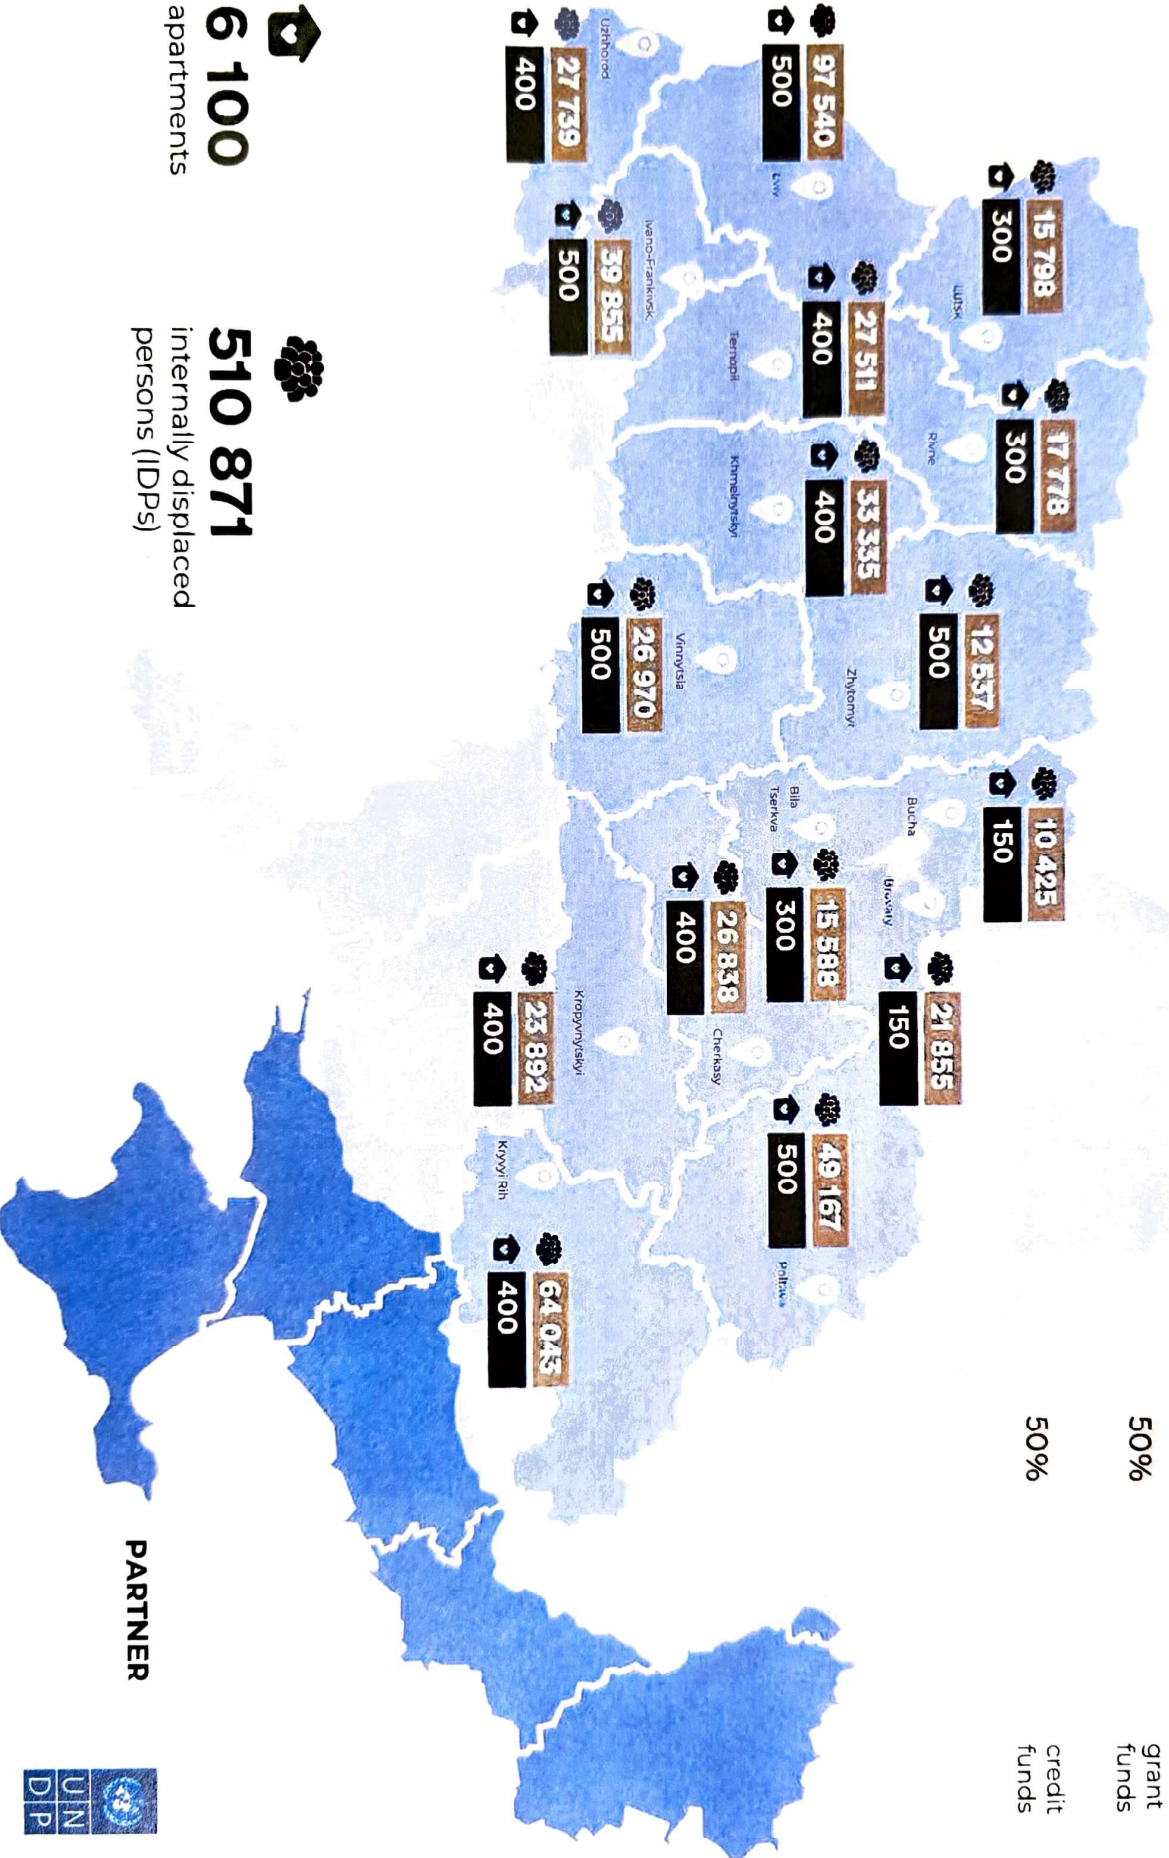 50%
grant
funds
50%
credit
funds
15 798
300
Lutsk
17 778
300
Rivne
10 425
150
Bucha
12 537
500
Zhytomyr
21 855
150
Brovary
97 540
500
Lviv
27 511
400
Ternopil
33 335
400
Khmelnytskyi
Bila
Tserkva
15 588
300
49 167
500
Poltava
26 838
400
Cherkasy
26 970
500
Vinnytsia
Uzhhorod
27 739
400
Ivano-Frankivsk
39 855
500
Kropyvnytskyi
23 892
400
Kryvyi Rih
64 043
400
6 100
apartments
510 871
internally displaced
persons (IDPs)
PARTNER
UN
DP